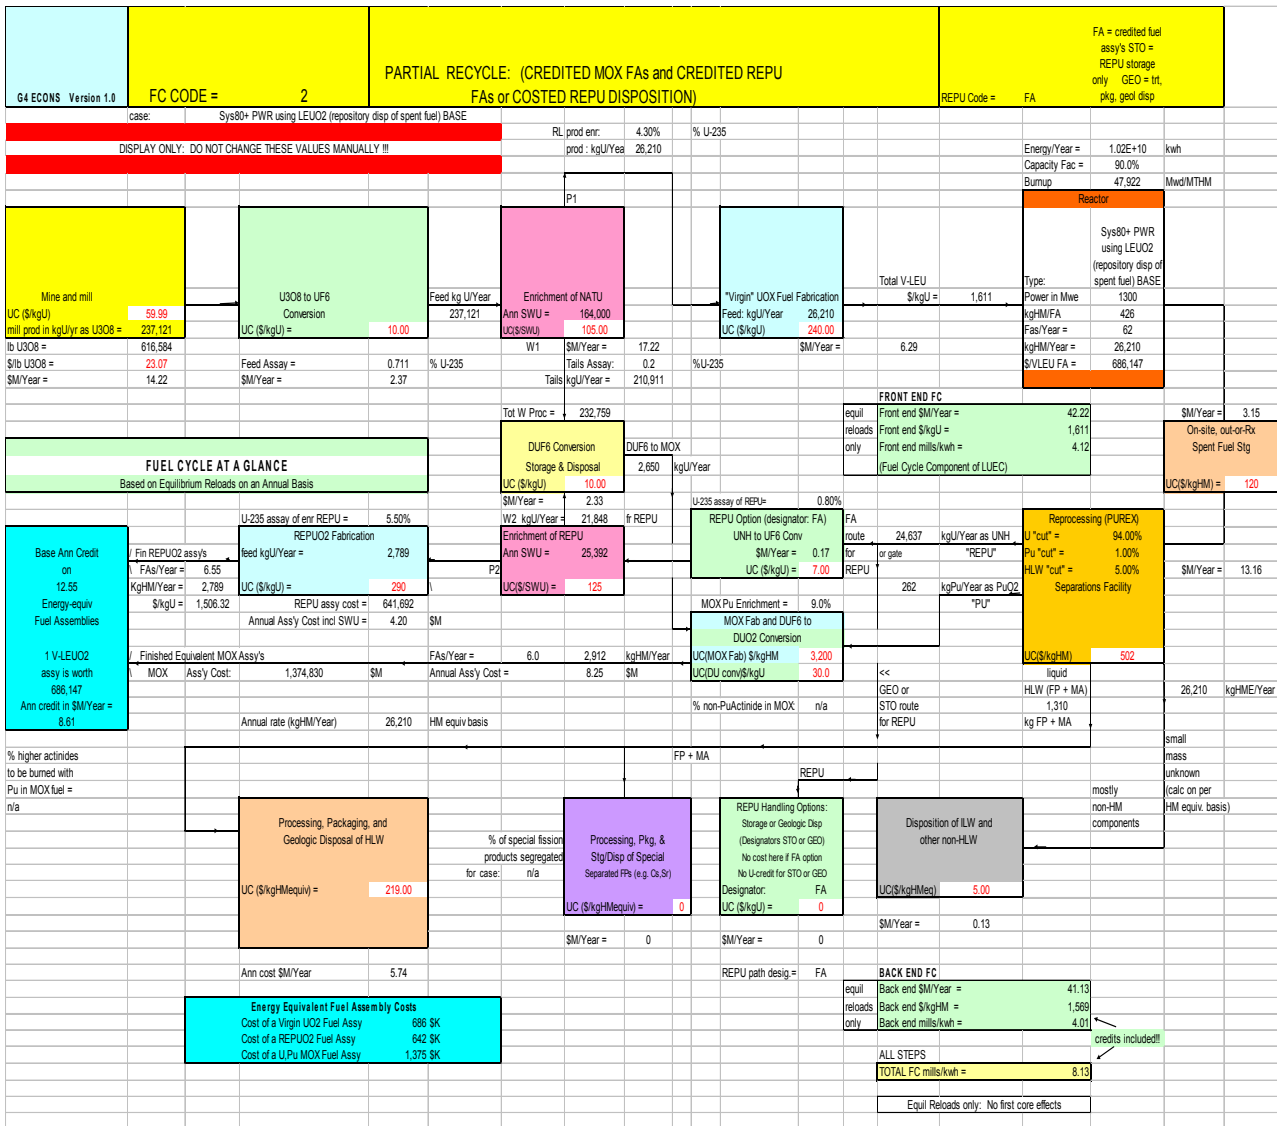 FA = credited fuel
assy's STO =
REPU storage
only GEO = trt,
pkg, geol disp
PARTIAL RECYCLE: (CREDITED MOX FAs and CREDITED REPU
FAs or COSTED REPU DISPOSITION)
G4 ECONS Version 1.0 FC CODE = 2 REPU Code = FA
case: Sys80+ PWR using LEUO2 (repository disp of spent fuel) BASE
RL prod enr: 4.30% % U-235
DISPLAY ONLY: DO NOT CHANGE THESE VALUES MANUALLY !!! prod : kgU/Yea 26,210 Energy/Year = 1.02E+10 kwh
Capacity Fac = 90.0%
Burnup 47,922 Mwd/MTHM
P1 Reactor
Sys80+ PWR
using LEUO2
(repository disp of
Total V-LEU Type: spent fuel) BASE
Mine and mill U3O8 to UF6 Feed kg U/Year Enrichment of NATU "Virgin" UOX Fuel Fabrication $/kgU = 1,611 Power in Mwe 1300
UC ($/kgU) 59.99 Conversion 237,121 Ann SWU = 164,000 Feed: kgU/Year 26,210 kgHM/FA 426
mill prod in kgU/yr as U3O8 = 237,121 UC ($/kgU) = 10.00 UC($/SWU) 105.00 UC ($/kgU) 240.00 Fas/Year = 62
lb U3O8 = 616,584 W1 $M/Year = 17.22 $M/Year = 6.29 kgHM/Year = 26,210
$/lb U3O8 = 23.07 Feed Assay = 0.711 % U-235 Tails Assay: 0.2 %U-235 $/VLEU FA = 686,147
$M/Year = 14.22 $M/Year = 2.37 Tails kgU/Year = 210,911
FRONT END FC
Tot W Proc = 232,759 equil Front end $M/Year = 42.22 $M/Year = 3.15
reloads Front end $/kgU = 1,611 On-site, out-or-Rx
DUF6 Conversion DUF6 to MOX only Front end mills/kwh = 4.12 Spent Fuel Stg
FUEL CYCLE AT A GLANCE Storage & Disposal 2,650 kgU/Year (Fuel Cycle Component of LUEC)
Based on Equilibrium Reloads on an Annual Basis UC ($/kgU) 10.00 UC($/kgHM) = 120
$M/Year = 2.33 U-235 assay of REPU= 0.80%
U-235 assay of enr REPU = 5.50% W2 kgU/Year = 21,848 fr REPU REPU Option (designator: FA) FA Reprocessing (PUREX)
REPUO2 Fabrication Enrichment of REPU UNH to UF6 Conv route 24,637 kgU/Year as UNH U "cut" = 94.00%
Base Ann Credit / Fin REPUO2 assy's feed kgU/Year = 2,789 Ann SWU = 25,392 $M/Year = 0.17 for or gate "REPU" Pu "cut" = 1.00%
on \ FAs/Year = 6.55 P2 UC ($/kgU) = 7.00 REPU HLW "cut" = 5.00% $M/Year = 13.16
12.55 KgHM/Year = 2,789 UC ($/kgU) = 290 \ UC($/SWU) = 125 262 kgPu/Year as PuO2 Separations Facility
Energy-equiv $/kgU = 1,506.32 REPU assy cost = 641,692 MOX Pu Enrichment = 9.0% "PU"
Fuel Assemblies Annual Ass'y Cost incl SWU = 4.20 $M MOX Fab and DUF6 to
DUO2 Conversion
1 V-LEUO2 / Finished Equivalent MOX Assy's FAs/Year = 6.0 2,912 kgHM/Year UC(MOX Fab) $/kgHM 3,200 UC($/kgHM) 502
assy is worth \ MOX Ass'y Cost: 1,374,830 $M Annual Ass'y Cost = 8.25 $M UC(DU conv)$/kgU 30.0 << liquid
686,147 GEO or HLW (FP + MA) 26,210 kgHME/Year
Ann credit in $M/Year = % non-PuActinide in MOX: n/a STO route 1,310
8.61 Annual rate (kgHM/Year) 26,210 HM equiv basis for REPU kg FP + MA
small
% higher actinides FP + MA mass
to be burned with REPU unknown
Pu in MOX fuel = mostly (calc on per
n/a non-HM HM equiv. basis)
components
Processing, Packaging, and
Geologic Disposal of HLW
% of special fission
products segregated
for case: n/a
Processing, Pkg, &
Stg/Disp of Special
Separated FPs (e.g. Cs,Sr)
REPU Handling Options:
Storage or Geologic Disp
(Designators STO or GEO)
No cost here if FA option
No U-credit for STO or GEO
Disposition of ILW and
other non-HLW
UC ($/kgHMequiv) = 219.00 Designator: FA UC($/kgHMeq) 5.00
UC ($/kgHMequiv) = 0 UC ($/kgU) = 0
$M/Year = 0.13
$M/Year = 0 $M/Year = 0
Ann cost $M/Year 5.74 REPU path desig.= FA BACK END FC
equil Back end $M/Year = 41.13
Energy Equivalent Fuel Assembly Costs reloads Back end $/kgHM = 1,569
Cost of a Virgin UO2 Fuel Assy 686 $K only Back end mills/kwh = 4.01
Cost of a REPUO2 Fuel Assy 642 $K credits included!!
Cost of a U,Pu MOX Fuel Assy 1,375 $K ALL STEPS
TOTAL FC mills/kwh = 8.13
Equil Reloads only: No first core effects